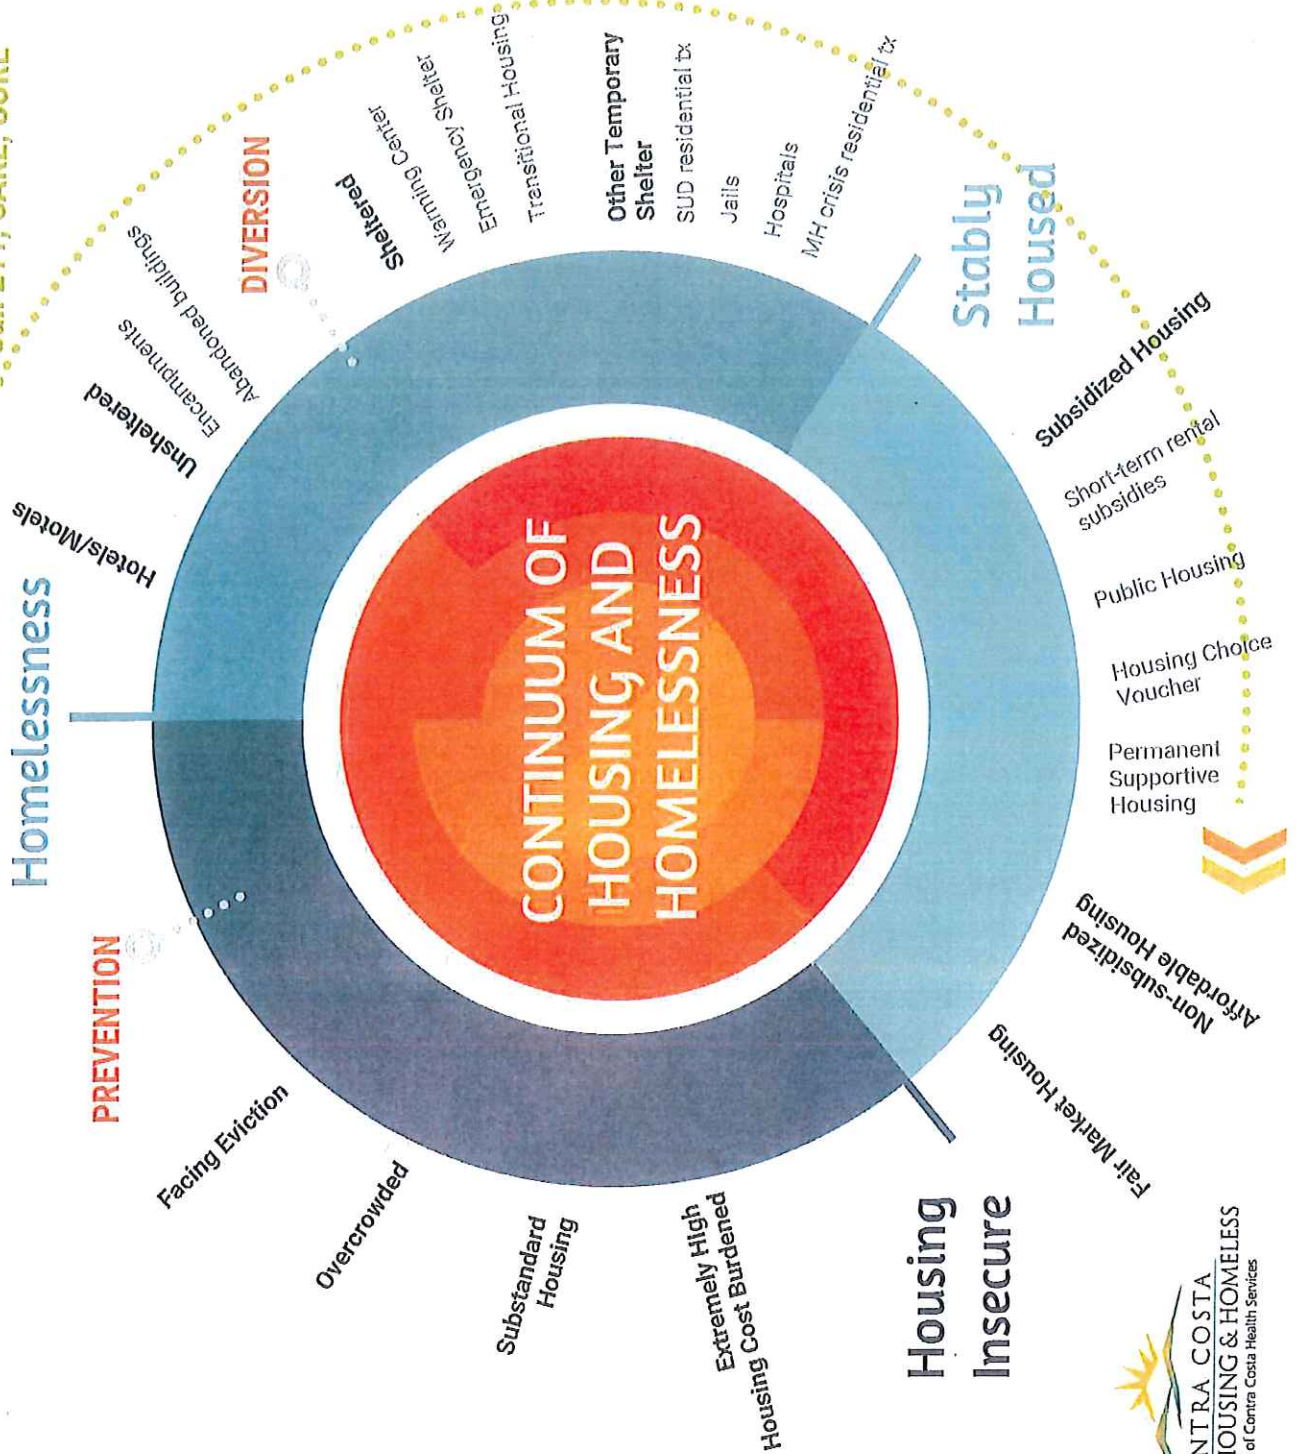 CONTINUUM OF
HOUSING AND
HOMELESSNESS
Homelessness
Hotels/Motels
Unsheltered
Encampments
Abandoned buildings
DIVERSION
Sheltered
Warming Center
Emergency Shelter
Transitional Housing
Other Temporary
Shelter
SUD residential tx
Jails
Hospitals
MH crisis residential tx
Stably
Housed
Subsidized Housing
Short-term rental
subsidies
Public Housing
Housing Choice
Voucher
Permanent
Supportive
Housing
Non-subsidized
Affordable Housing
Fair Market Housing
Housing
Insecure
Extremely High
Housing Cost Burdened
Substandard
Housing
Overcrowded
Facing Eviction
PREVENTION
NTRA COSTA
OUSING & HOMELESS
of Contra Costa Health Services